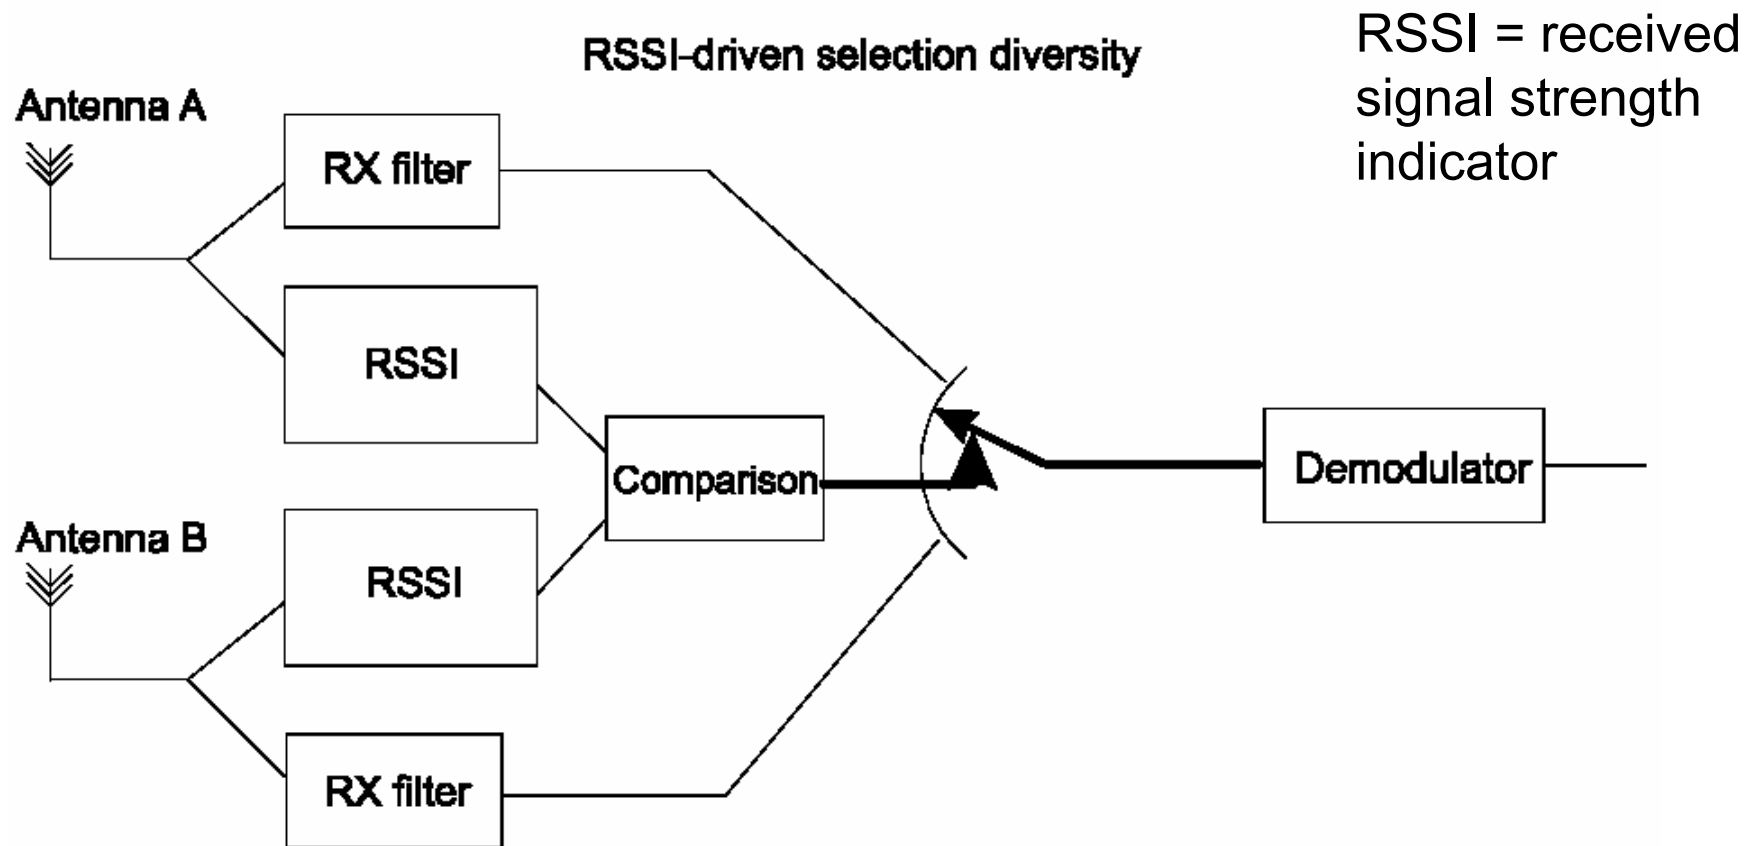 RSSI-driven selection diversity
RSSI = received
signal strength
indicator
Antenna A
RX filter
RSSI
Comparison
Demodulator
Antenna B
RSSI
RX filter